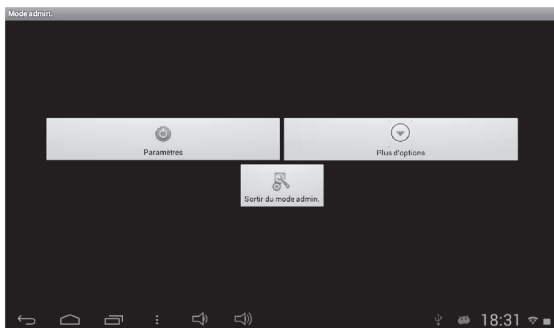 Mode admin.
Paramètres
Plus d'options
Sortir du mode admin.
18:31